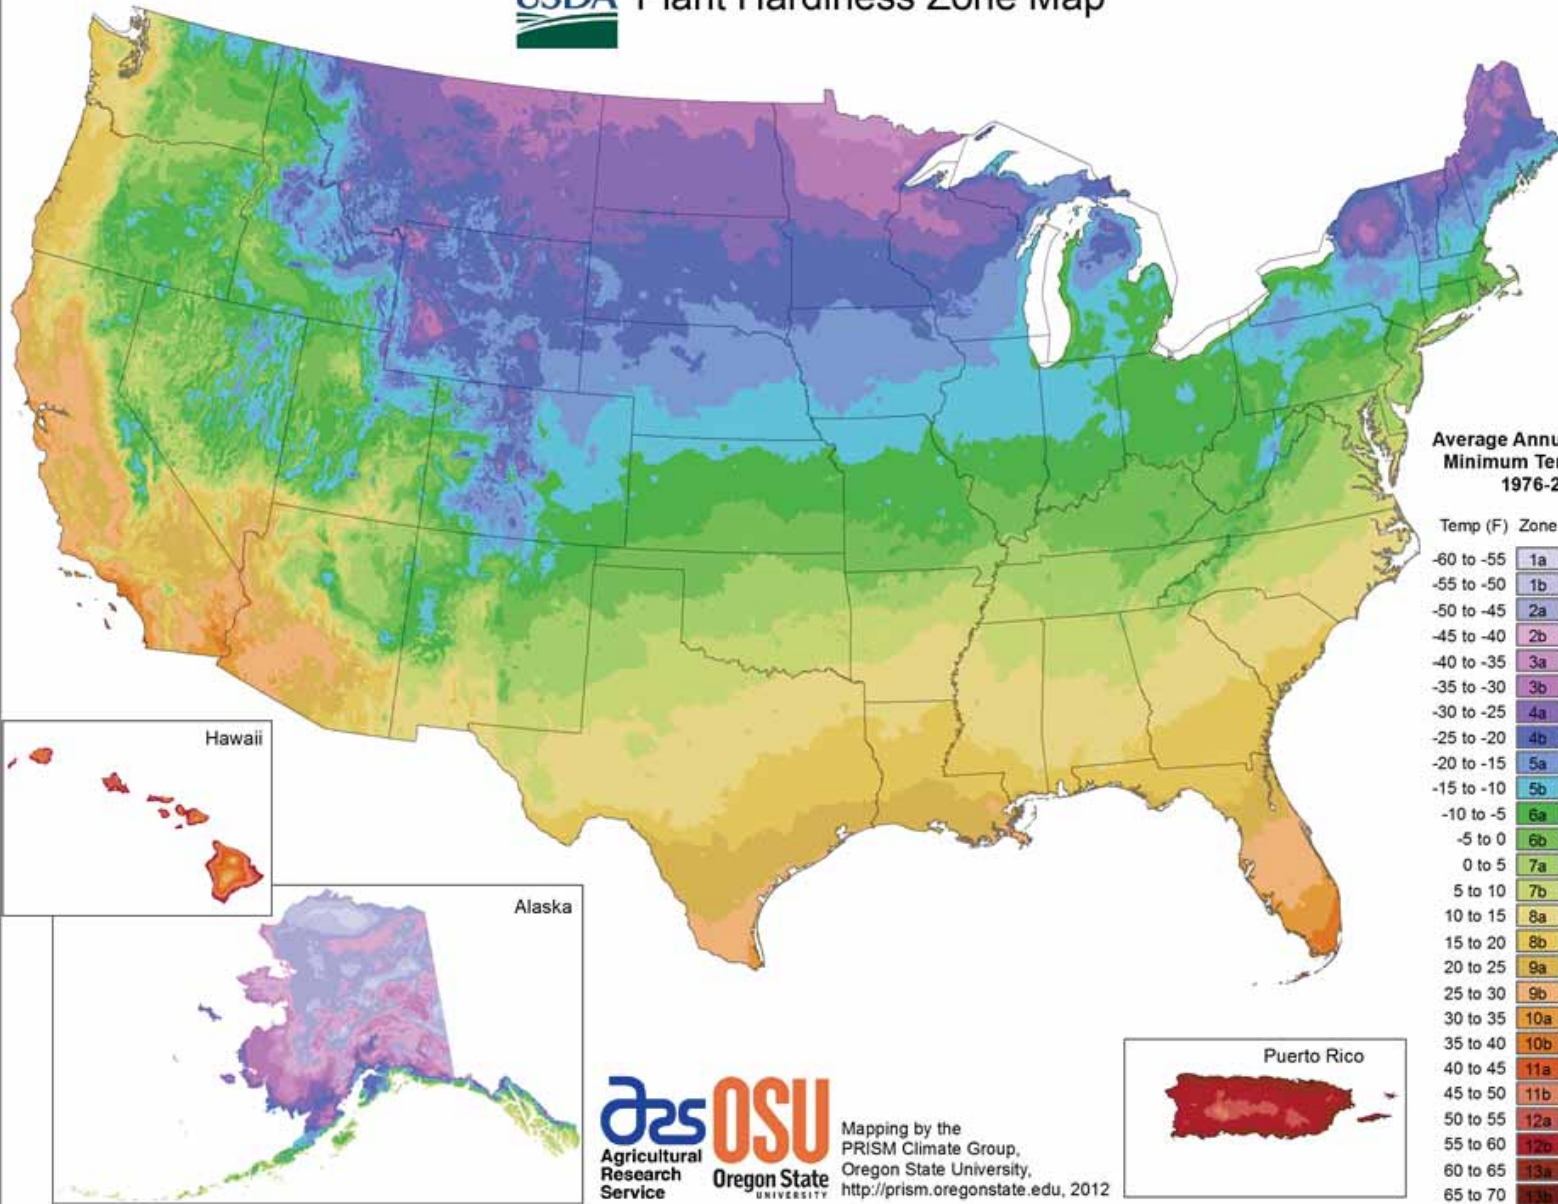 USDA Plant Hardiness Zone Map
Average Annu
Minimum Te
1976-2
Temp (F) Zone
-60 to -55 1a
-55 to -50 1b
-50 to -45 2a
-45 to -40 2b
-40 to -35 3a
-35 to -30 3b
-30 to -25 4a
-25 to -20 4b
-20 to -15 5a
-15 to -10 5b
-10 to -5 6a
-5 to 0 6b
0 to 5 7a
5 to 10 7b
10 to 15 8a
15 to 20 8b
20 to 25 9a
25 to 30 9b
30 to 35 10a
35 to 40 10b
40 to 45 11a
45 to 50 11b
50 to 55 12a
55 to 60 12b
60 to 65 13a
65 to 70 13b
Hawaii
Alaska
Puerto Rico
ars
Agricultural
Research
Service
OSU
Oregon State
UNIVERSITY
Mapping by the
PRISM Climate Group,
Oregon State University,
http://prism.oregonstate.edu, 2012